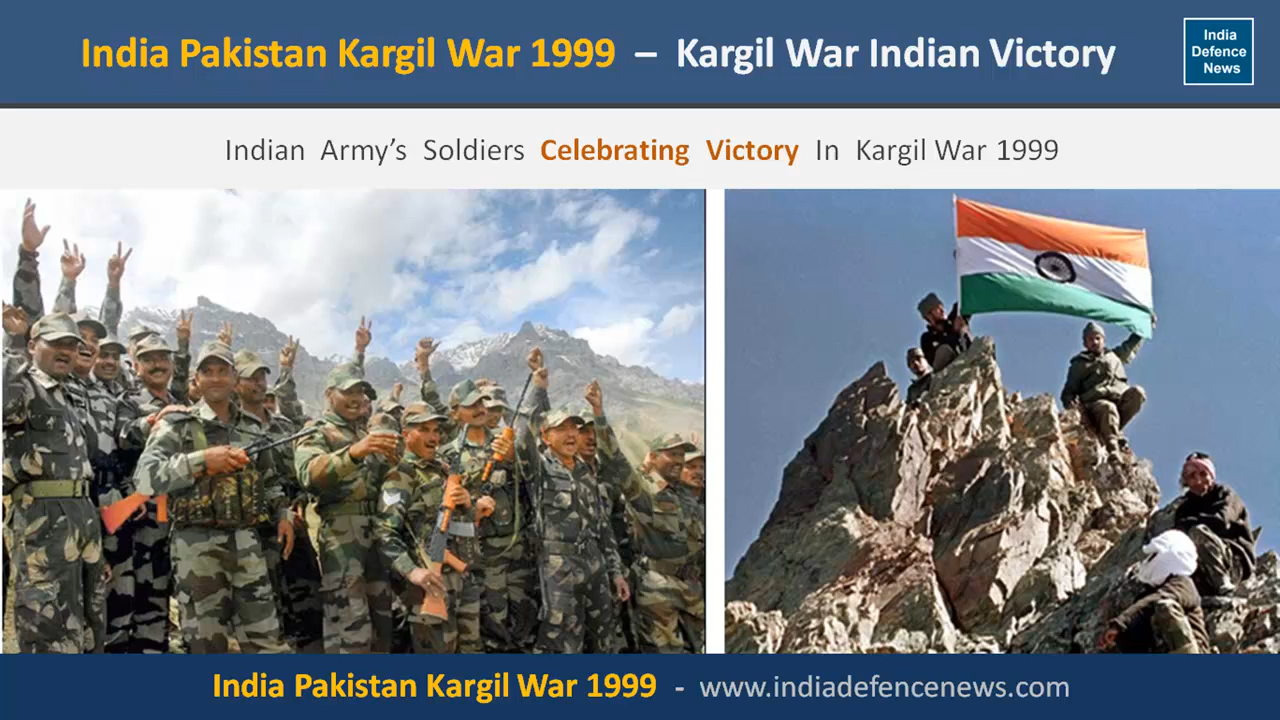 India Pakistan Kargil War 1999 – Kargil War Indian Victory
India
Defence
News
Indian Army’s Soldiers Celebrating Victory In Kargil War 1999
India Pakistan Kargil War 1999 - www.indiadefencenews.com